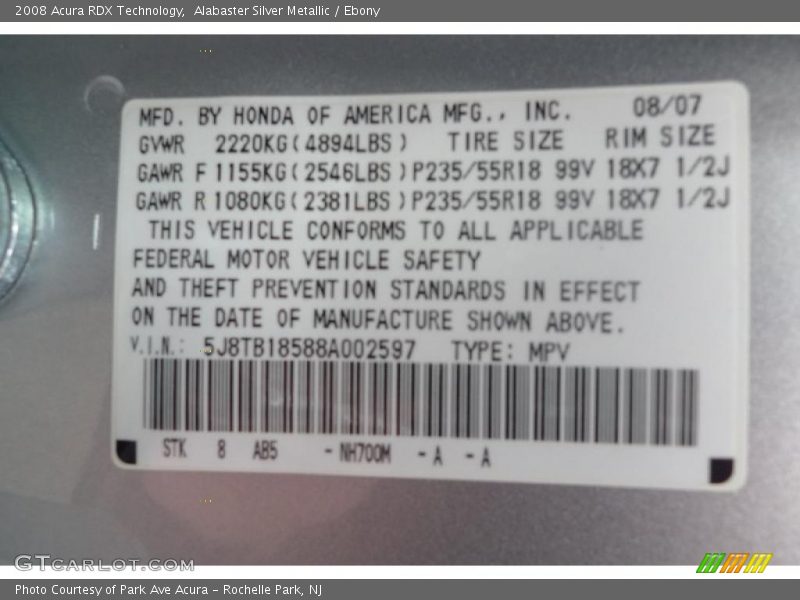 2008 Acura RDX Technology,  Alabaster Silver Metallic / Ebony
MFD. BY HONDA OF AMERICA MFG., INC. 08/07
GVWR 2220KG(4894LBS) TIRE SIZE RIM SIZE
GAWR F 1155KG(2546LBS) P235/55R18 99V 18X7 1/2J
GAWR R 1080KG(2381LBS) P235/55R18 99V 18X7 1/2J
THIS VEHICLE CONFORMS TO ALL APPLICABLE
FEDERAL MOTOR VEHICLE SAFETY
AND THEFT PREVENTION STANDARDS IN EFFECT
ON THE DATE OF MANUFACTURE SHOWN ABOVE.
V.I.N.: 5J8TB18588A002597 TYPE: MPV
STK 8 AB5 - NH700M - A - A
GTCARLOT.COM
Photo Courtesy of Park Ave Acura - Rochelle Park, NJ